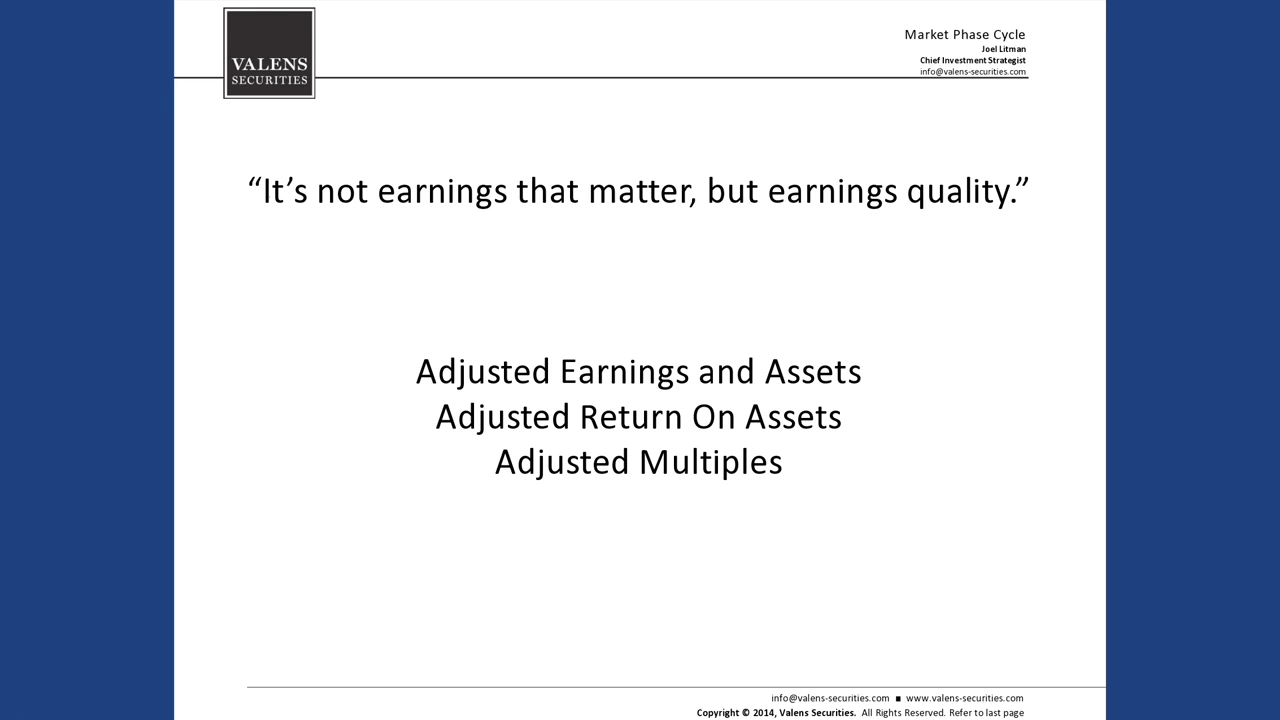 VALENS
SECURITIES
Market Phase Cycle
Joel Litman
Chief Investment Strategist
info@valens-securities.com
“It’s not earnings that matter, but earnings quality.”
Adjusted Earnings and Assets
Adjusted Return On Assets
Adjusted Multiples
info@valens-securities.com ■ www.valens-securities.com
Copyright © 2014, Valens Securities. All Rights Reserved. Refer to last page